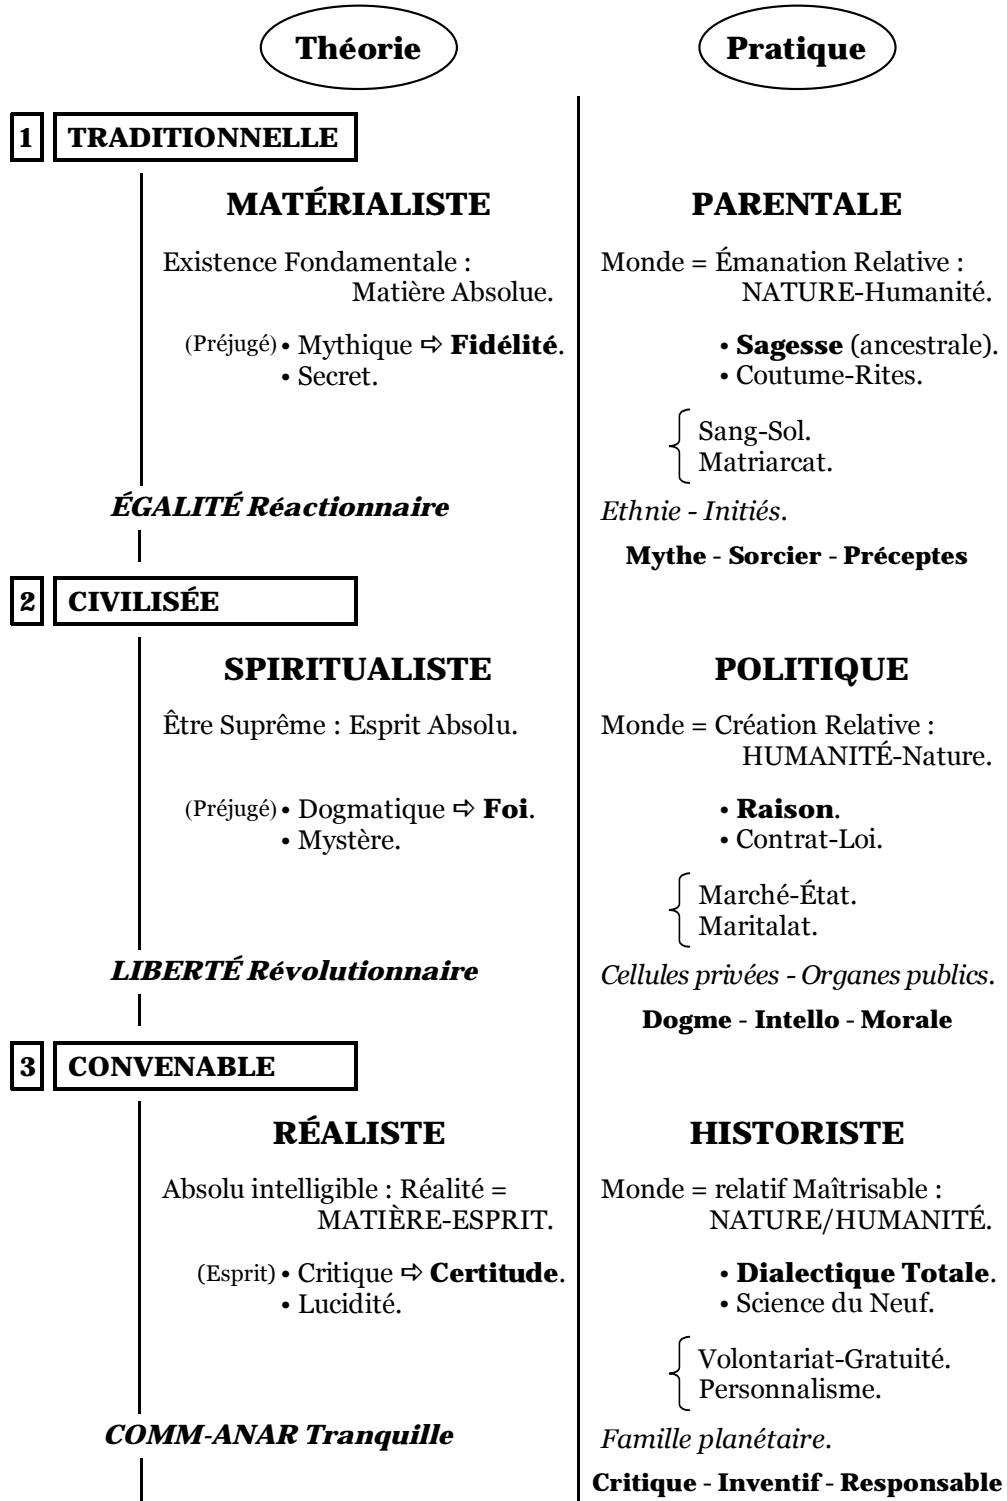 Théorie
Pratique
1 TRADITIONNELLE
MATÉRIALISTE
Existence Fondamentale :
Matière Absolue.
(Préjugé) • Mythique ⇨ Fidélité.
• Secret.
ÉGALITÉ Réactionnaire
PARENTALE
Monde = Émanation Relative :
NATURE-Humanité.
• Sagesse (ancestrale).
• Coutume-Rites.
Sang-Sol.
Matriarcat.
Ethnie - Initiés.
Mythe - Sorcier - Préceptes
2 CIVILISÉE
SPIRITUALISTE
Être Suprême : Esprit Absolu.
(Préjugé) • Dogmatique ⇨ Foi.
• Mystère.
LIBERTÉ Révolutionnaire
POLITIQUE
Monde = Création Relative :
HUMANITÉ-Nature.
• Raison.
• Contrat-Loi.
Marché-État.
Maritalat.
Cellules privées - Organes publics.
Dogme - Intello - Morale
3 CONVENABLE
RÉALISTE
Absolu intelligible : Réalité =
MATIÈRE-ESPRIT.
(Esprit) • Critique ⇨ Certitude.
• Lucidité.
COMM-ANAR Tranquille
HISTORISTE
Monde = relatif Maîtrisable :
NATURE/HUMANITÉ.
• Dialectique Totale.
• Science du Neuf.
Volontariat-Gratuité.
Personnalisme.
Famille planétaire.
Critique - Inventif - Responsable